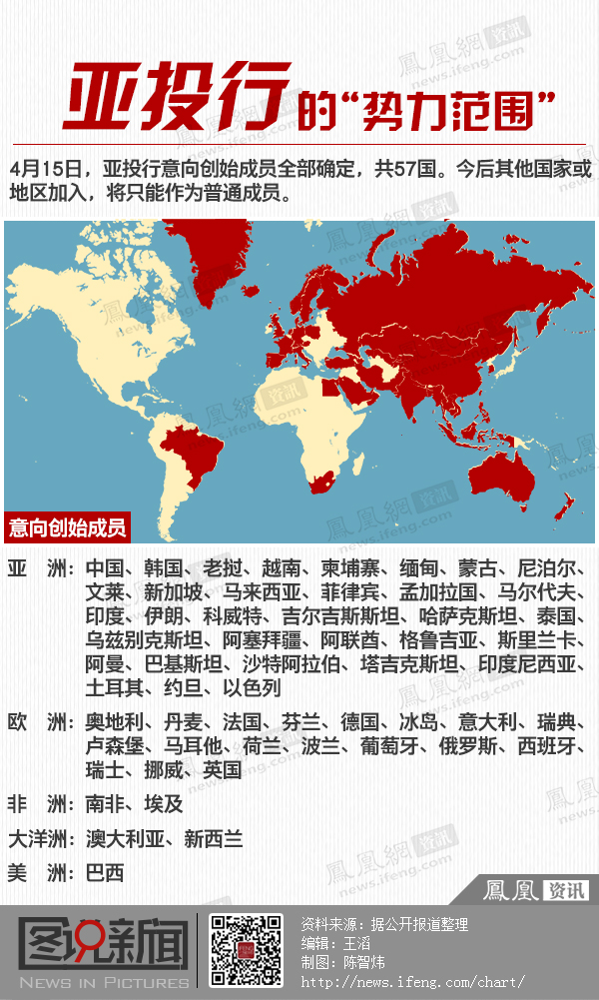 亚投行的“势力范围”
4月15日，亚投行意向创始成员全部确定，共57国。今后其他国家或
地区加入，将只能作为普通成员。
意向创始成员
亚　洲：中国、韩国、老挝、越南、柬埔寨、缅甸、蒙古、尼泊尔、
文莱、新加坡、马来西亚、菲律宾、孟加拉国、马尔代夫、
印度、伊朗、科威特、吉尔吉斯斯坦、哈萨克斯坦、泰国、
乌兹别克斯坦、阿塞拜疆、阿联酋、格鲁吉亚、斯里兰卡、
阿曼、巴基斯坦、沙特阿拉伯、塔吉克斯坦、印度尼西亚、
土耳其、约旦、以色列
欧　洲：奥地利、丹麦、法国、芬兰、德国、冰岛、意大利、瑞典、
卢森堡、马耳他、荷兰、波兰、葡萄牙、俄罗斯、西班牙、
瑞士、挪威、英国
非　洲：南非、埃及
大洋洲：澳大利亚、新西兰
美　洲：巴西
鳳凰網資訊
news.ifeng.com
鳳凰資訊
图说新闻
NEWS IN PICTURES
资料来源：据公开报道整理
编辑：王滔
制图：陈智炜
http://news.ifeng.com/chart/